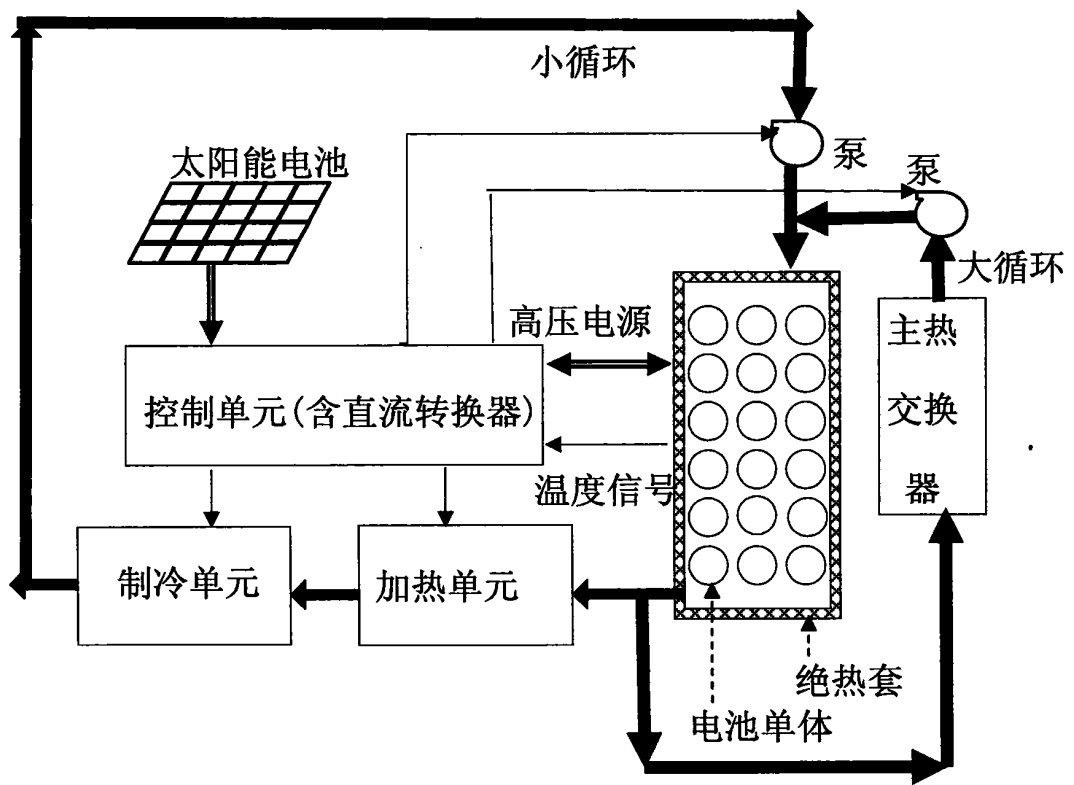 小循环
泵
太阳能电池
泵
大循环
高压电源
主热
交换
器
控制单元(含直流转换器)
温度信号
制冷单元
加热单元
绝热套
电池单体